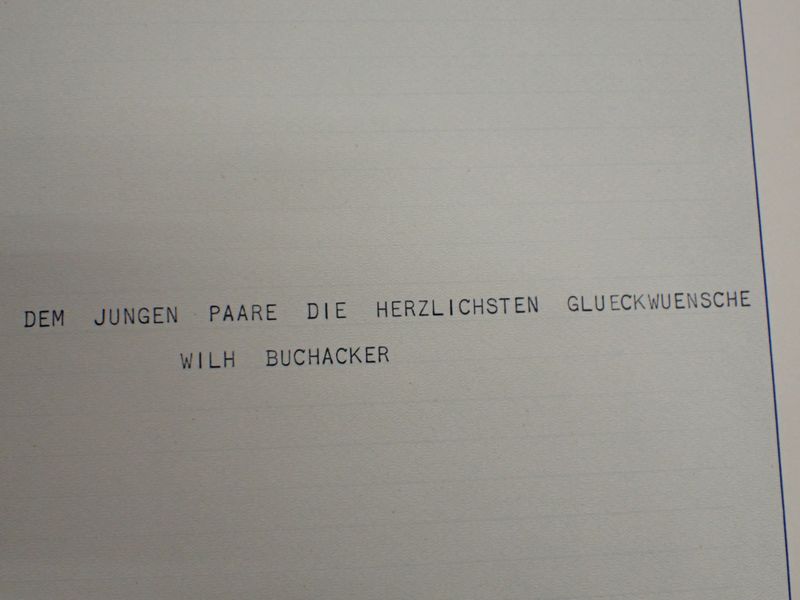 DEM JUNGEN PAARE DIE HERZLICHSTEN GLUECKWUENSCHE
WILH BUCHACKER